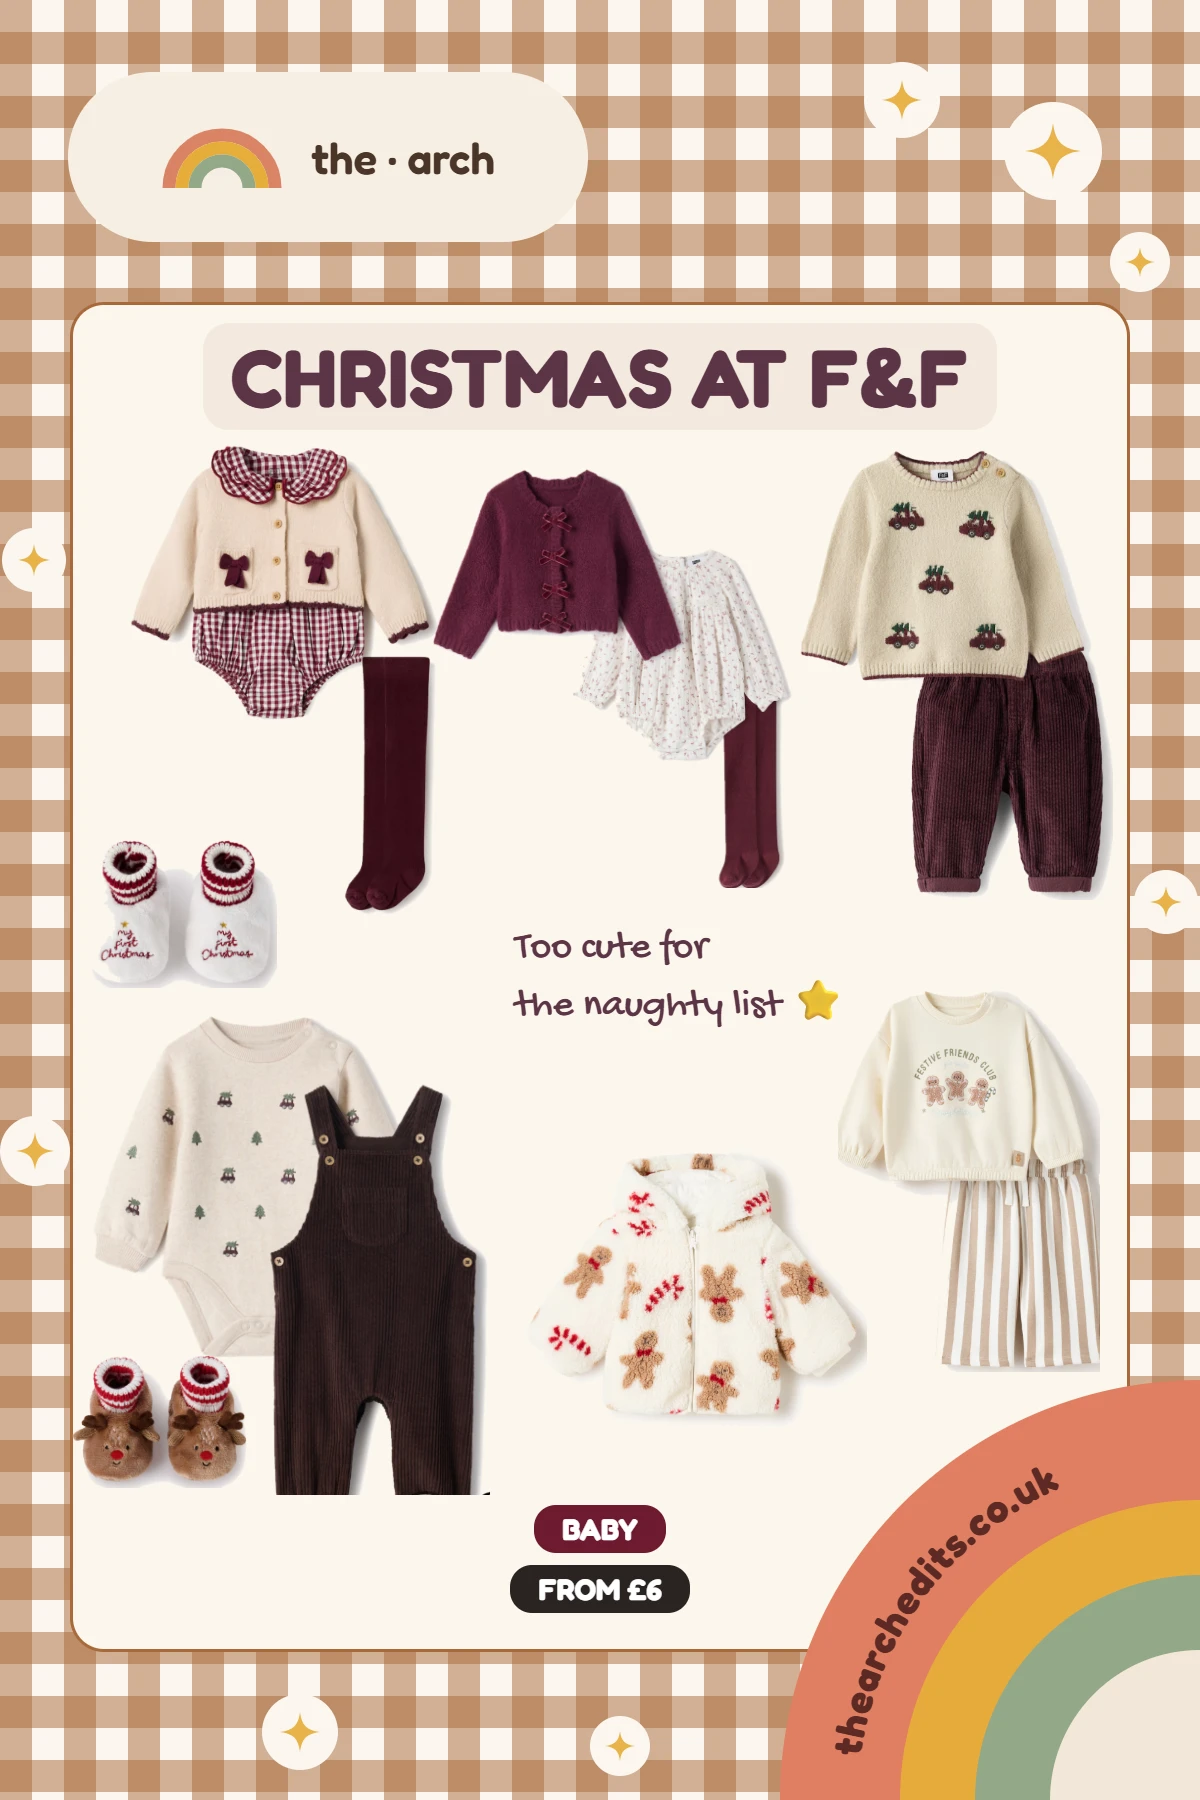 the · arch
CHRISTMAS AT F&F
F&F
My
First
Christmas
My
First
Christmas
Too cute for
the naughty list
FESTIVE FRIENDS CLUB
BABY
FROM £6
thearchedits.co.uk